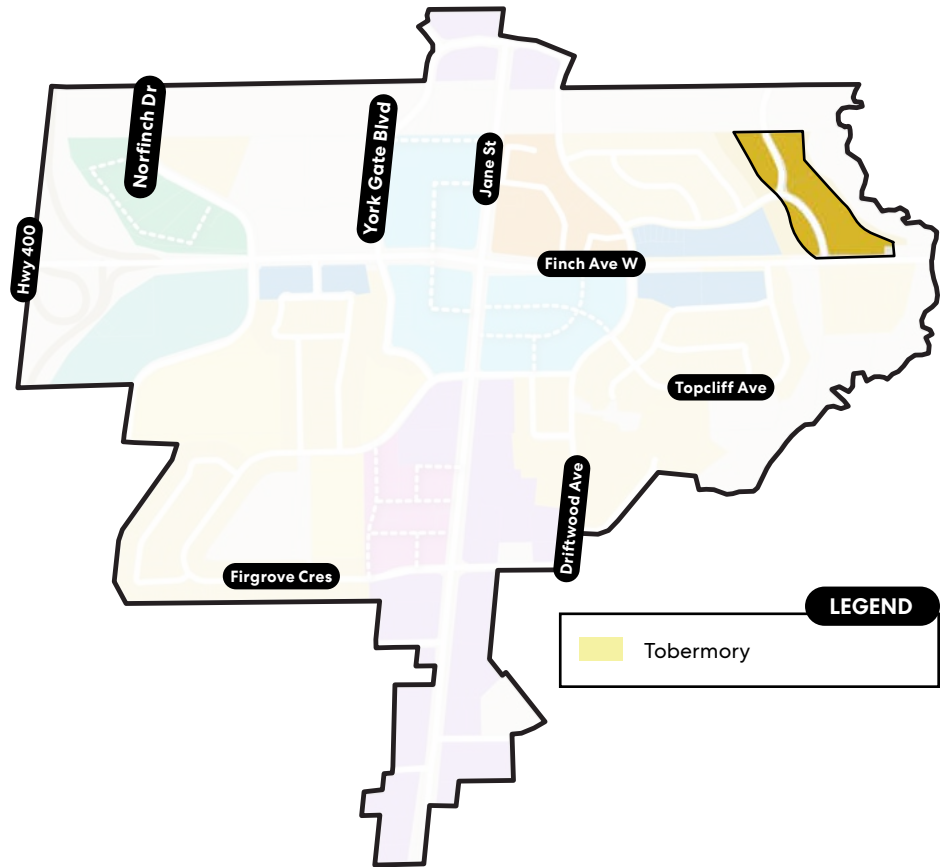 Norfinch Dr
York Gate Blvd
Jane St
Hwy 400
Finch Ave W
Topcliff Ave
Driftwood Ave
Firgrove Cres
LEGEND
Tobermory